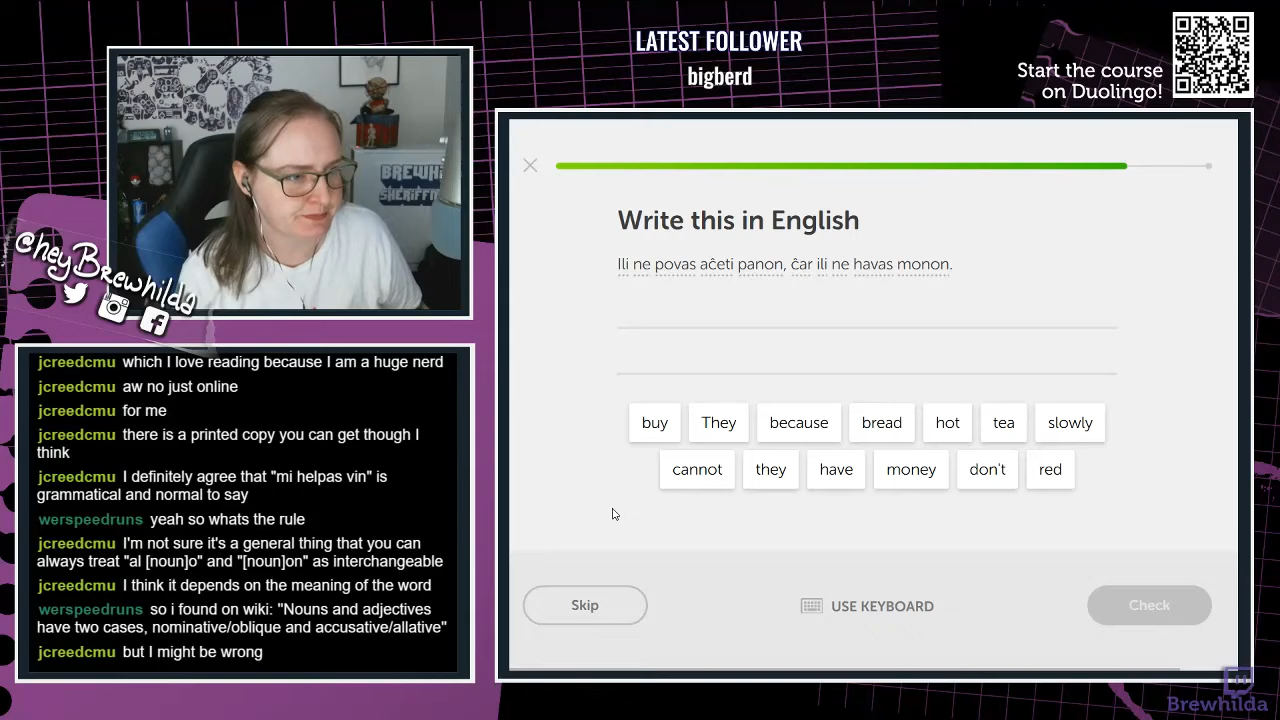 LATEST FOLLOWER
bigberd
Start the course
on Duolingo!
BREWHI
SHERIFFM
@heyBrewhilda
jcreedcmu which I love reading because I am a huge nerd
jcreedcmu aw no just online
jcreedcmu for me
jcreedcmu there is a printed copy you can get though I
think
jcreedcmu I definitely agree that "mi helpas vin" is
grammatical and normal to say
werspeedruns yeah so whats the rule
jcreedcmu I'm not sure it's a general thing that you can
always treat "al [noun]o" and "[noun]on" as interchangeable
jcreedcmu I think it depends on the meaning of the word
werspeedruns so i found on wiki: "Nouns and adjectives
have two cases, nominative/oblique and accusative/allative"
jcreedcmu but I might be wrong
Write this in English
Ili ne povas aĉeti panon, ĉar ili ne havas monon.
buy They because bread hot tea slowly
cannot they have money don't red
Skip USE KEYBOARD Check
Brewhilda